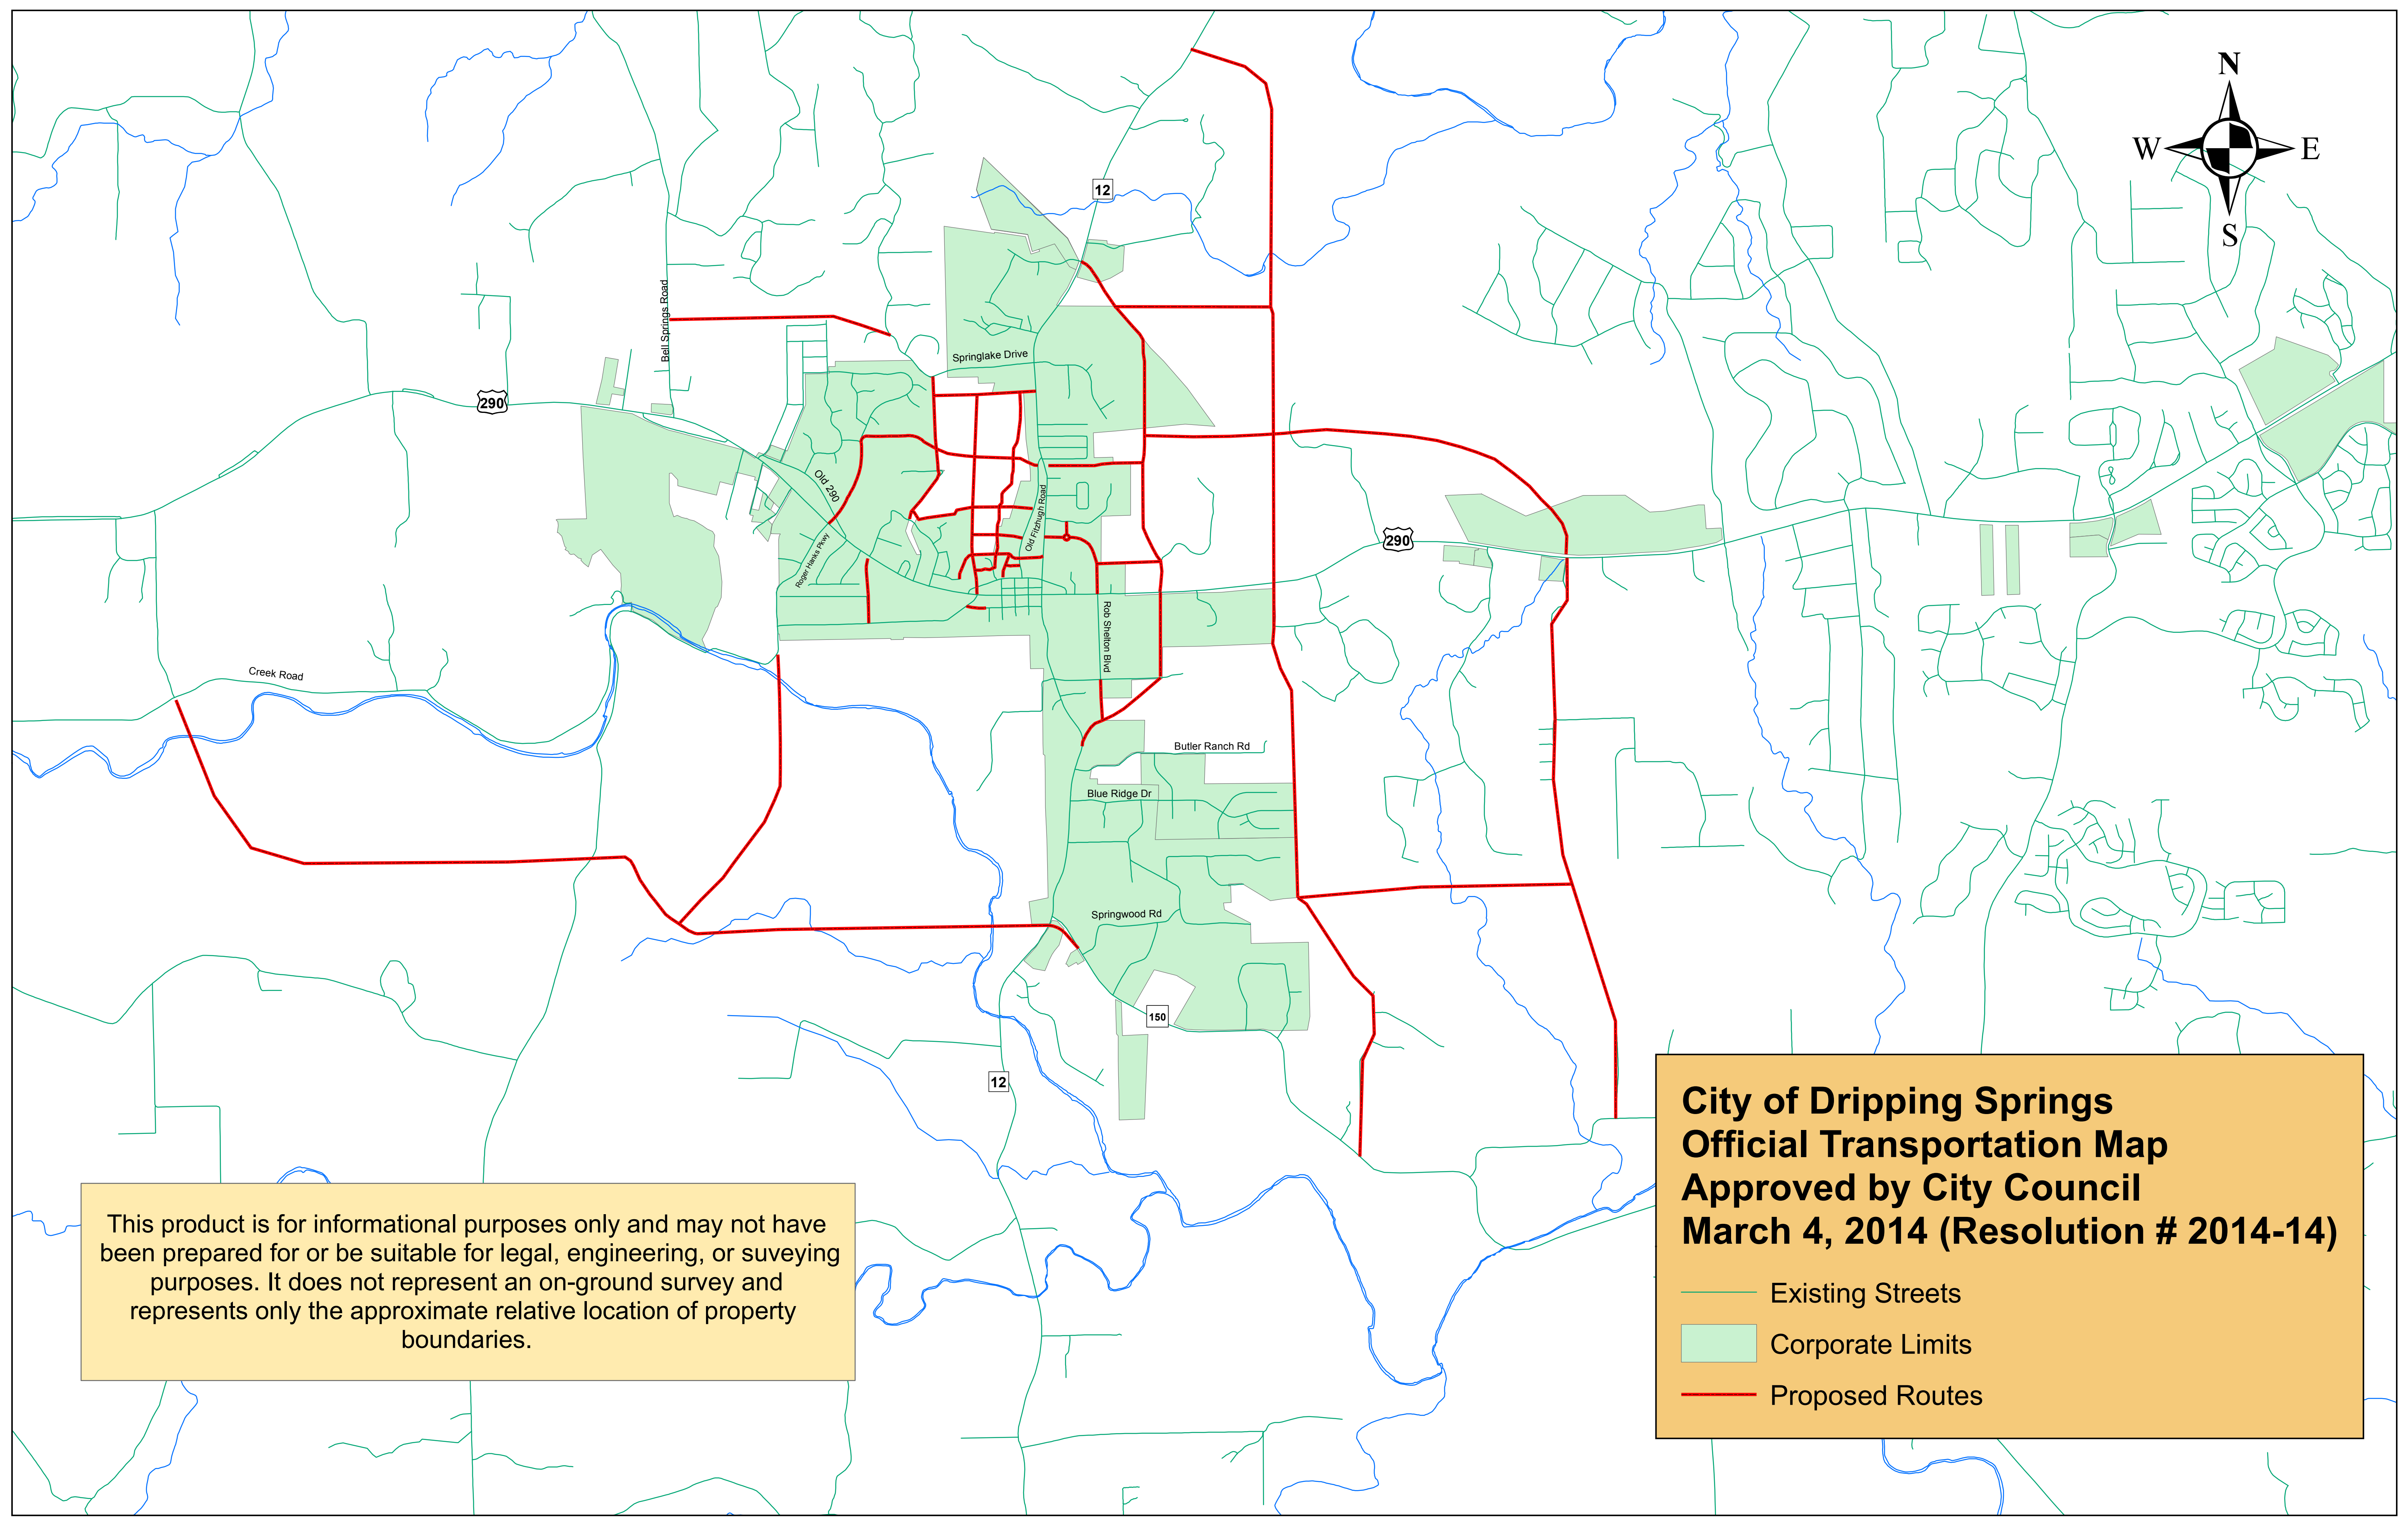 N
W
E
S
12
Bell Springs Road
Springlake Drive
290
Old 290
Old Fitzhugh Road
Roger Hanks Pkwy
290
Rob Shelton Blvd
Creek Road
Butler Ranch Rd
Blue Ridge Dr
Springwood Rd
150
12
City of Dripping Springs
Official Transportation Map
Approved by City Council
March 4, 2014 (Resolution # 2014-14)
Existing Streets
Corporate Limits
Proposed Routes
This product is for informational purposes only and may not have
been prepared for or be suitable for legal, engineering, or suveying
purposes. It does not represent an on-ground survey and
represents only the approximate relative location of property
boundaries.